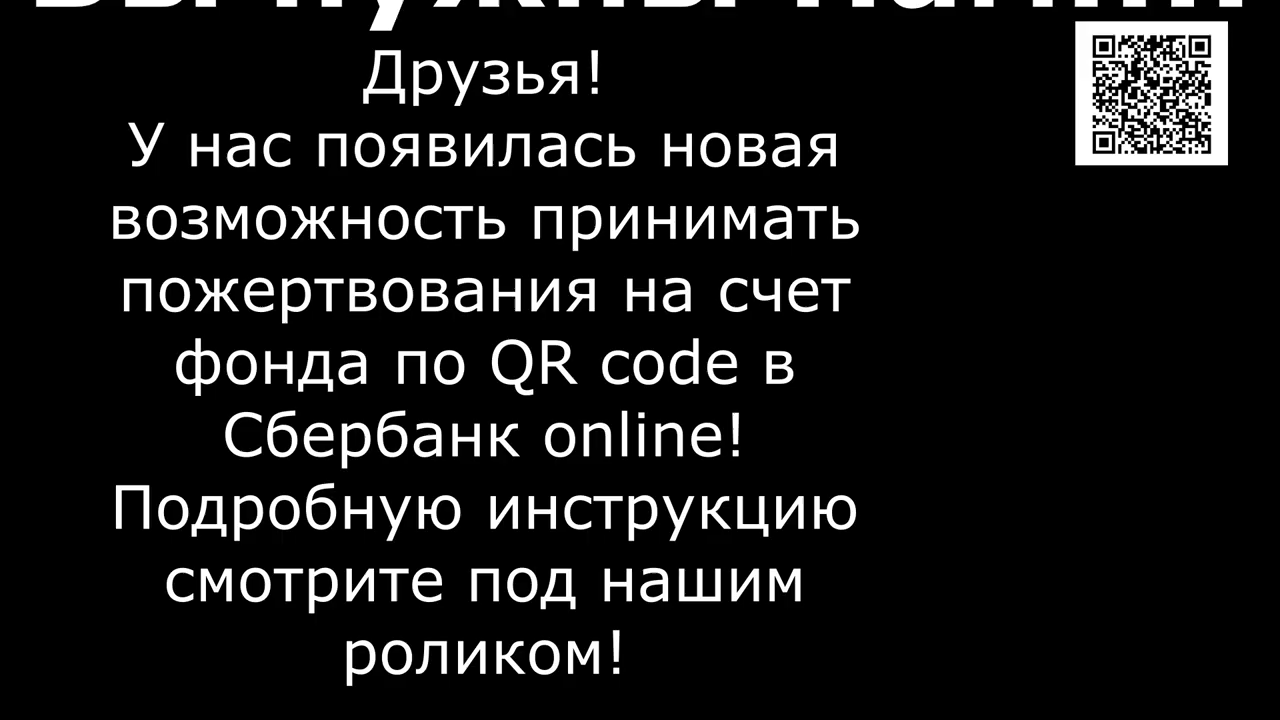 Друзья!
У нас появилась новая
возможность принимать
пожертвования на счет
фонда по QR code в
Сбербанк online!
Подробную инструкцию
смотрите под нашим
роликом!